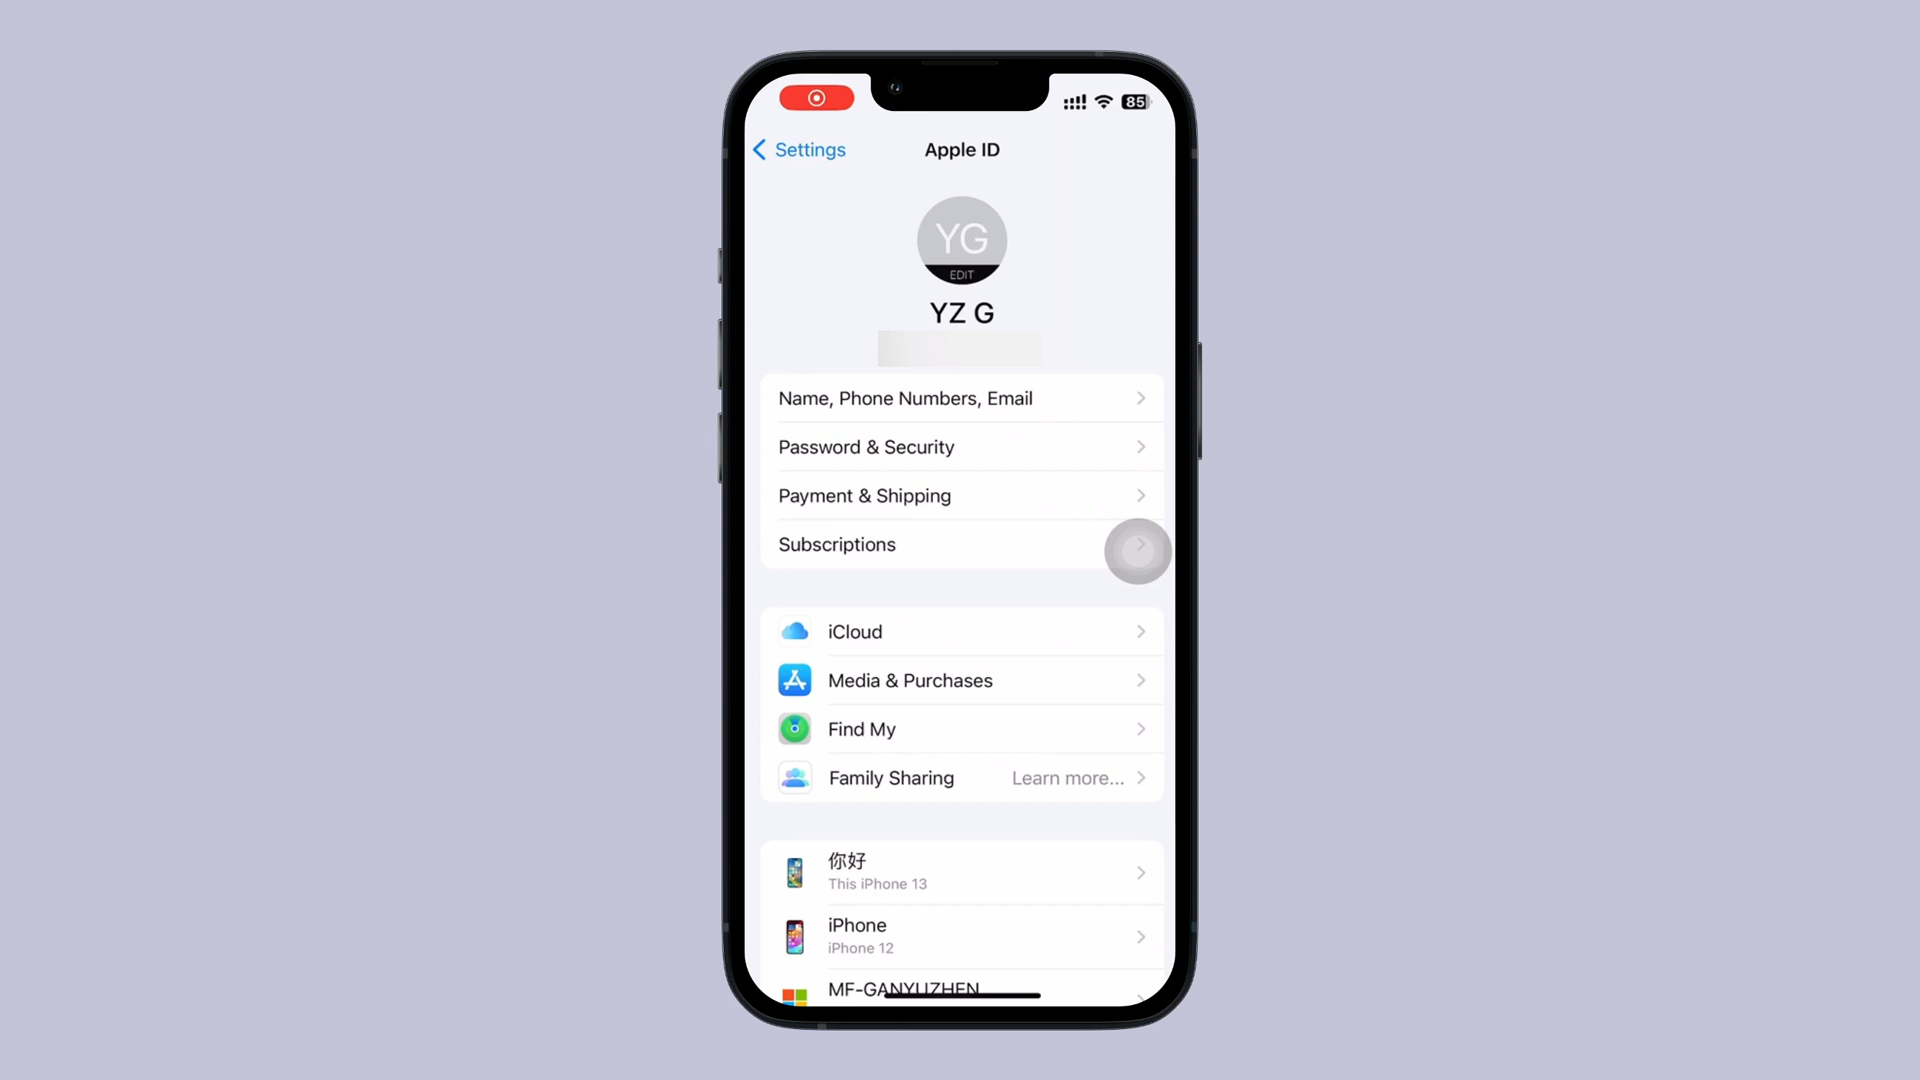 85
Settings
Apple ID
YG
EDIT
YZ G
Name, Phone Numbers, Email
Password & Security
Payment & Shipping
Subscriptions
iCloud
Media & Purchases
Find My
Family Sharing Learn more...
你好
This iPhone 13
iPhone
iPhone 12
MF-GANYUZHEN